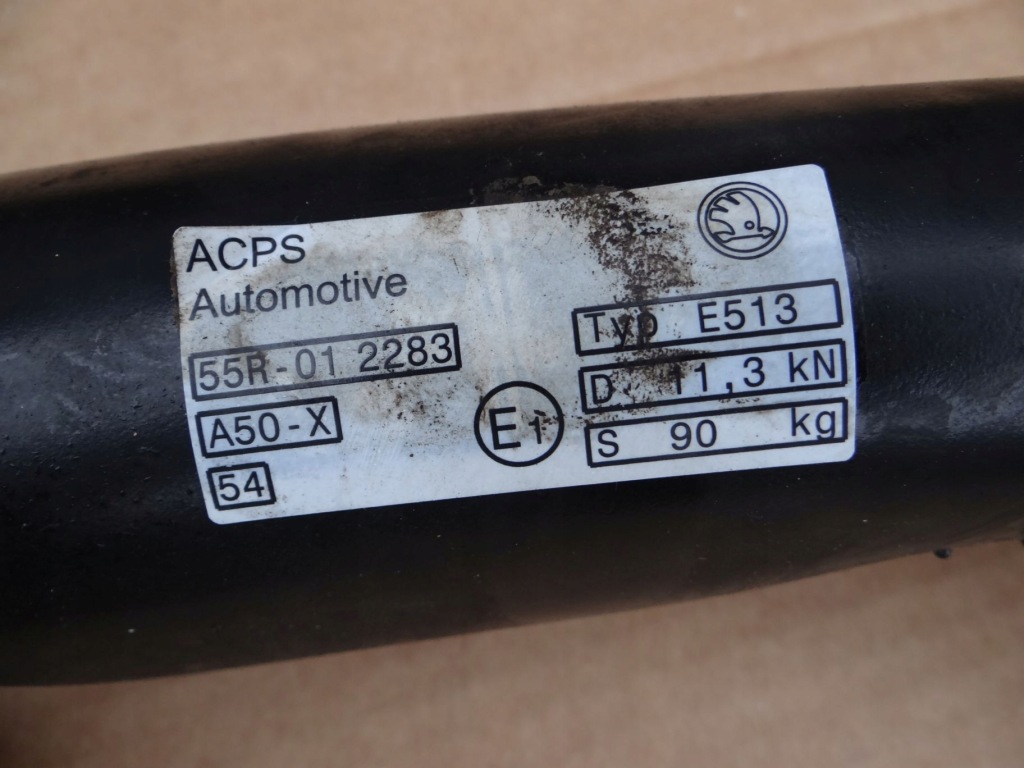 ACPS
Automotive
55R-01 2283
A50-X
54
E1
Typ E513
D 11,3 kN
S 90 kg